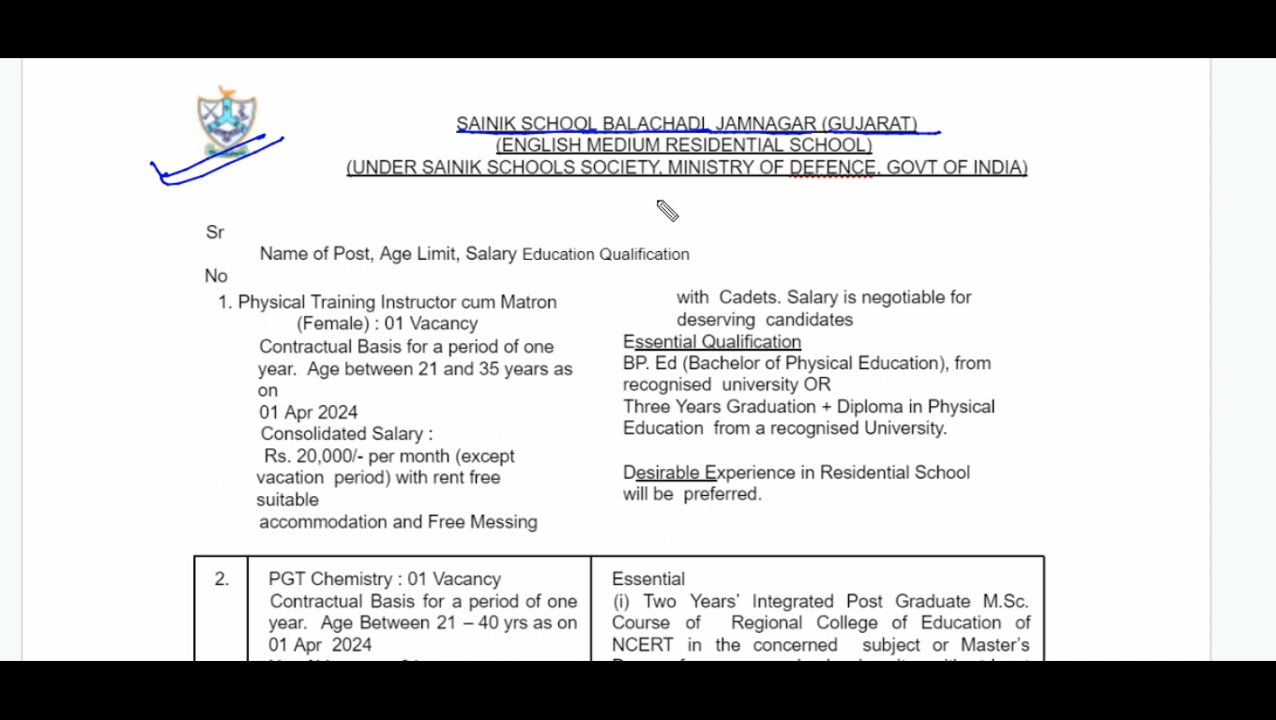 SAINIK SCHOOL BALACHADI JAMNAGAR (GUJARAT)
(ENGLISH MEDIUM RESIDENTIAL SCHOOL)
(UNDER SAINIK SCHOOLS SOCIETY, MINISTRY OF DEFENCE, GOVT OF INDIA)
Sr
Name of Post, Age Limit, Salary Education Qualification
No
1. Physical Training Instructor cum Matron
(Female) : 01 Vacancy
Contractual Basis for a period of one
year. Age between 21 and 35 years as
on
01 Apr 2024
Consolidated Salary :
Rs. 20,000/- per month (except
vacation period) with rent free
suitable
accommodation and Free Messing
with Cadets. Salary is negotiable for
deserving candidates
Essential Qualification
BP. Ed (Bachelor of Physical Education), from
recognised university OR
Three Years Graduation + Diploma in Physical
Education from a recognised University.
Desirable Experience in Residential School
will be preferred.
2.
PGT Chemistry : 01 Vacancy
Contractual Basis for a period of one
year. Age Between 21 – 40 yrs as on
01 Apr 2024
Essential
(i) Two Years’ Integrated Post Graduate M.Sc.
Course of Regional College of Education of
NCERT in the concerned subject or Master’s